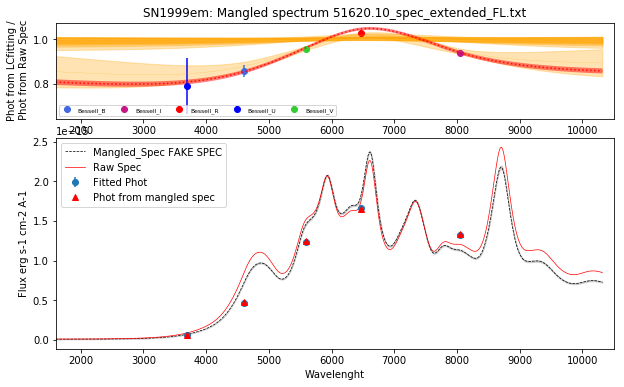 SN1999em: Mangled spectrum 51620.10_spec_extended_FL.txt
Phot from LCfitting /
Phot from Raw Spec
1.0
0.8
Bessell_B
Bessell_I
Bessell_R
Bessell_U
Bessell_V
2000 3000 4000 5000 6000 7000 8000 9000 10000
Flux erg s-1 cm-2 A-1
2.5
2.0
1.5
1.0
0.5
0.0
Mangled_Spec FAKE SPEC
Raw Spec
Fitted Phot
Phot from mangled spec
2000 3000 4000 5000 6000 7000 8000 9000 10000
Wavelenght